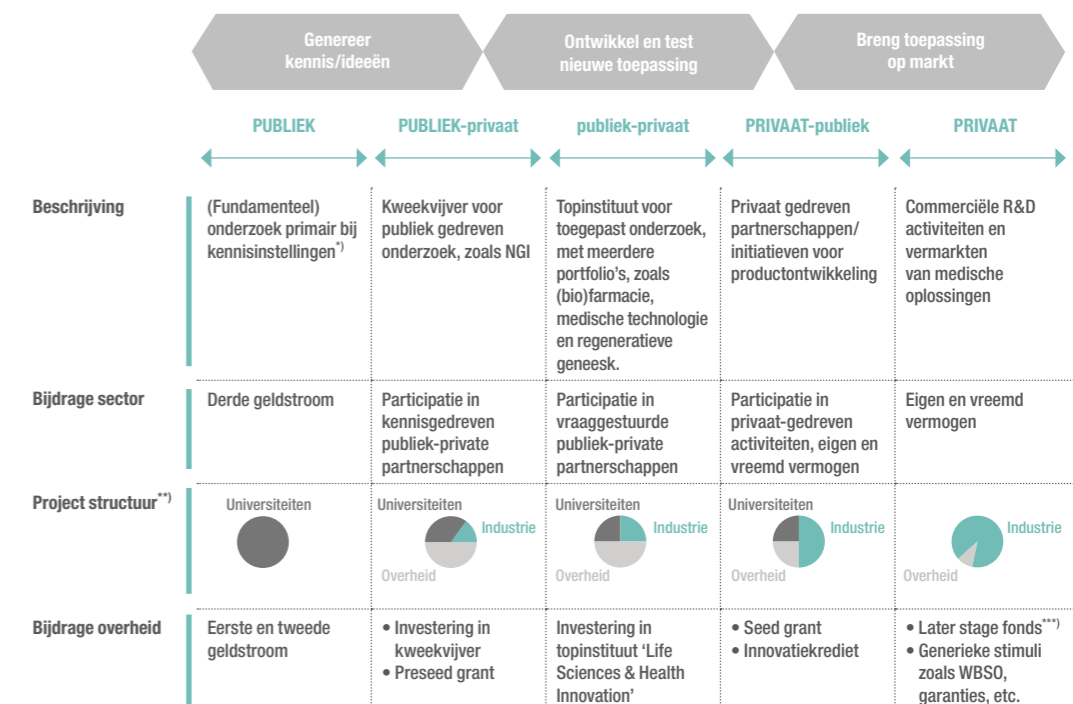 Genereer
kennis/ideeën
Ontwikkel en test
nieuwe toepassing
Breng toepassing
op markt
PUBLIEK
PUBLIEK-privaat
publiek-privaat
PRIVAAT-publiek
PRIVAAT
Beschrijving
(Fundamenteel)
onderzoek primair bij
kennisinstellingen*)
Kweekvijver voor
publiek gedreven
onderzoek, zoals NGI
Topinstituut voor
toegepast onderzoek,
met meerdere
portfolio's, zoals
(bio)farmacie,
medische technologie
en regeneratieve
geneesk.
Privaat gedreven
partnerschappen/
initiatieven voor
productontwikkeling
Commerciële R&D
activiteiten en
vermarkten
van medische
oplossingen
Bijdrage sector
Derde geldstroom
Participatie in
kennisgedreven
publiek-private
partnerschappen
Participatie in
vraaggestuurde
publiek-private
partnerschappen
Participatie in
privaat-gedreven
activiteiten, eigen en
vreemd vermogen
Eigen en vreemd
vermogen
Project structuur**)
Universiteiten
Universiteiten
Industrie
Overheid
Universiteiten
Industrie
Overheid
Universiteiten
Industrie
Overheid
Industrie
Overheid
Bijdrage overheid
Eerste en tweede
geldstroom
• Investering in
kweekvijver
• Preseed grant
Investering in
topinstituut 'Life
Sciences & Health
Innovation'
• Seed grant
• Innovatiekrediet
• Later stage fonds***)
• Generieke stimuli
zoals WBSO,
garanties, etc.